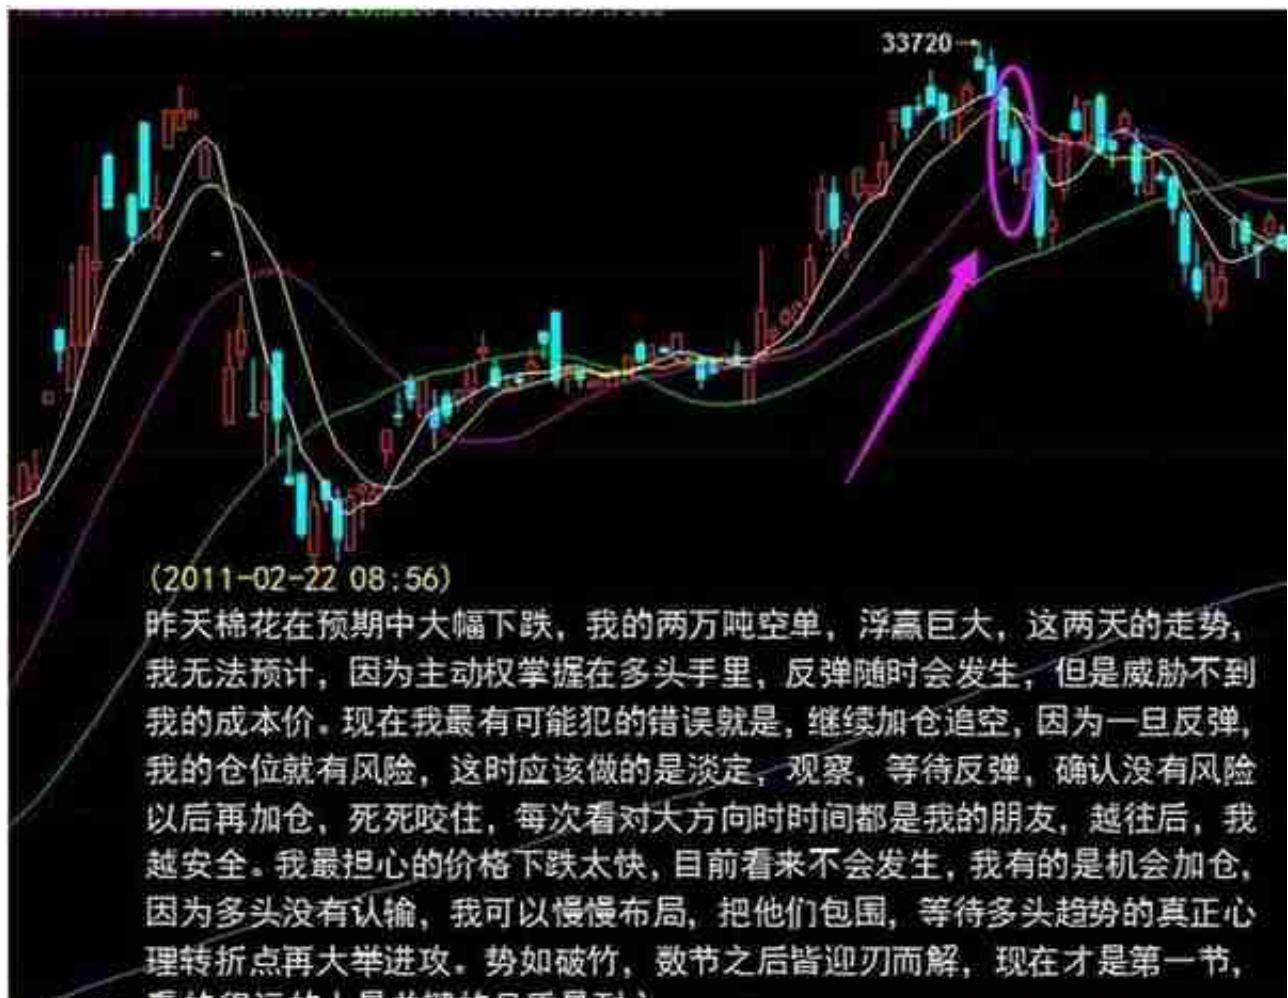 33720
(2011-02-22 08:56)
昨天棉花在预期中大幅下跌，我的两万吨空单，浮赢巨大，这两天的走势，
我无法预计，因为主动权掌握在多头手里，反弹随时会发生，但是威胁不到
我的成本价。现在我最有可能犯的错误就是，继续加仓追空，因为一旦反弹，
我的仓位就有风险，这时应该做的是淡定，观察，等待反弹，确认没有风险
以后再加仓，死死咬住，每次看对大方向时时间都是我的朋友，越往后，我
越安全。我最担心的价格下跌太快，目前看来不会发生，我有的是机会加仓，
因为多头没有认输，我可以慢慢布局，把他们包围，等待多头趋势的真正心
理转折点再大举进攻。势如破竹，数节之后皆迎刃而解，现在才是第一节，